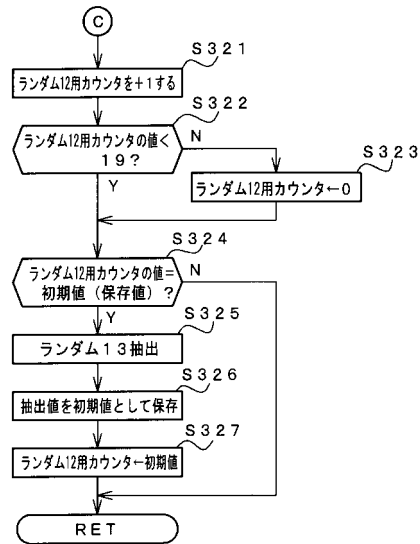 C
S321
ランダム12用カウンタを+1する
S322
ランダム12用カウンタの値<
19?
N
S323
Y
ランダム12用カウンタ←0
S324
ランダム12用カウンタの値=
初期値(保存値)?
N
Y
S325
ランダム13抽出
S326
抽出値を初期値として保存
S327
ランダム12用カウンタ←初期値
RET